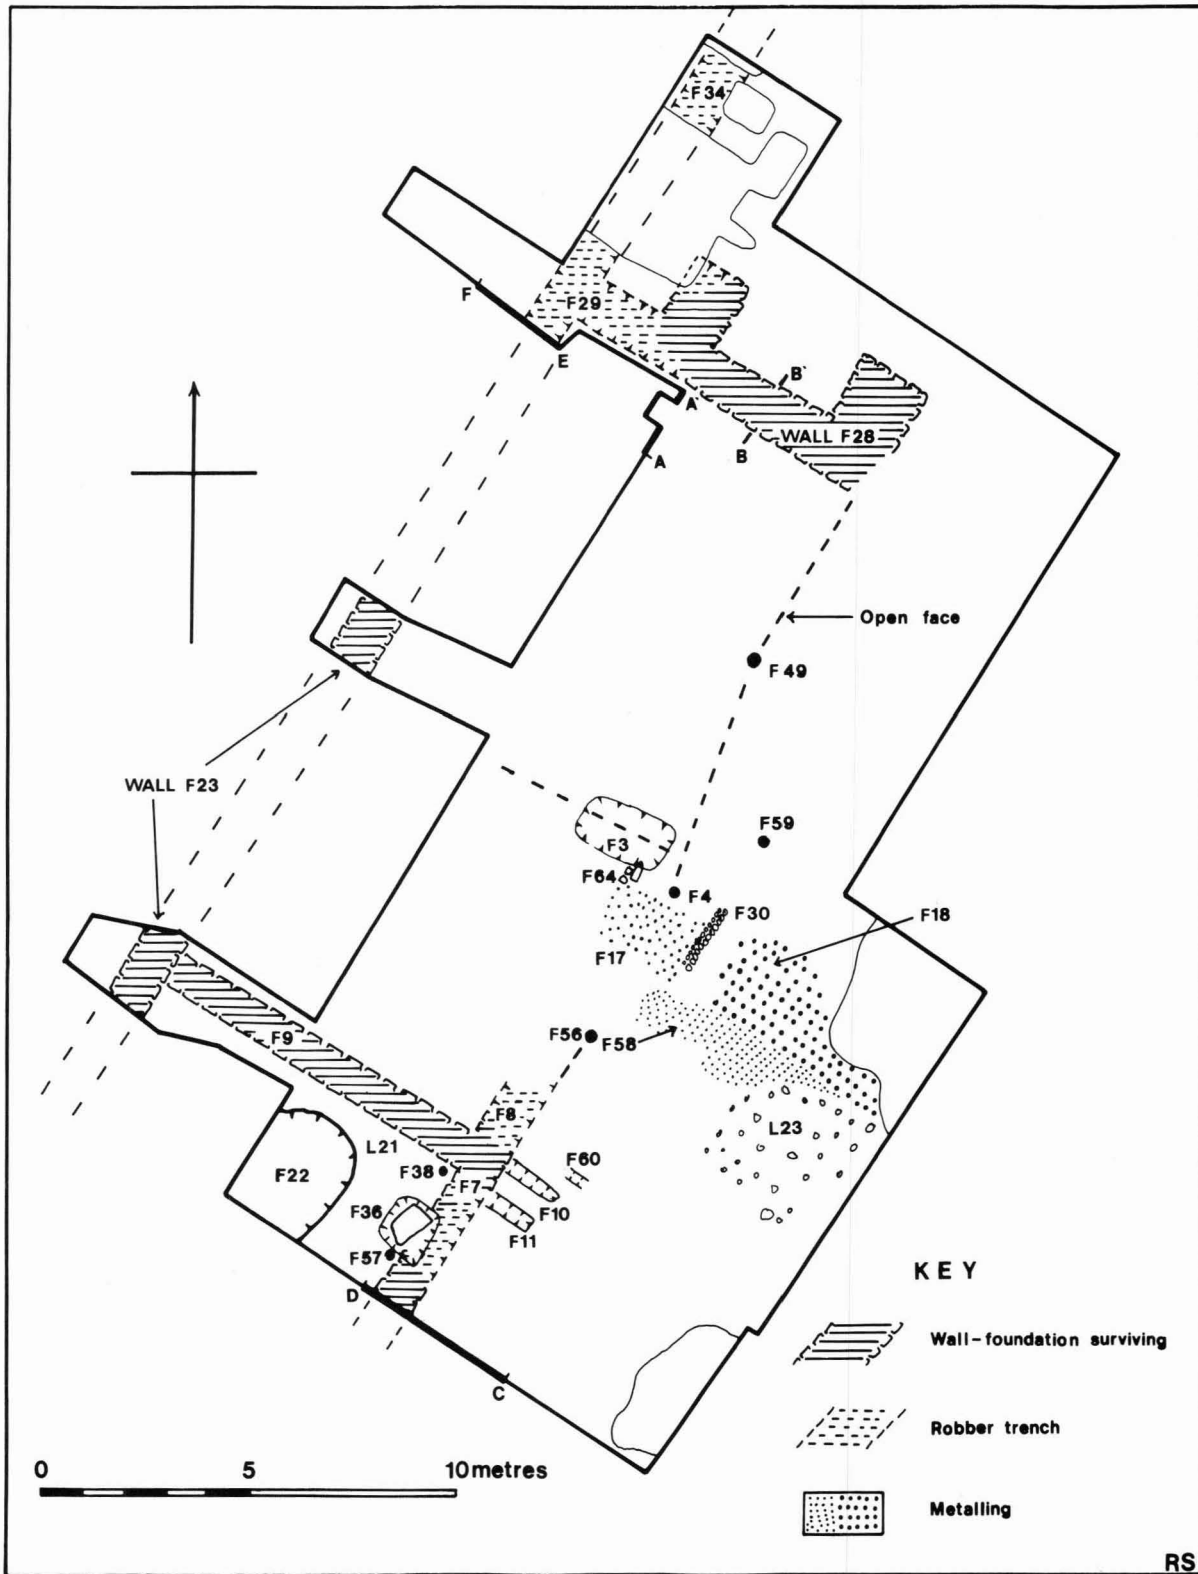 F34
F
F29
E
A`
B`
WALL F28
B
A
Open face
F49
WALL F23
F59
F3
F64
F4
F30
F18
F17
F56
F58
F9
F8
L23
L21
F60
F38
F22
F7
F10
F36
F11
F57
D
C
KEY
Wall-foundation surviving
Robber trench
Metalling
0 5 10 metres
RS